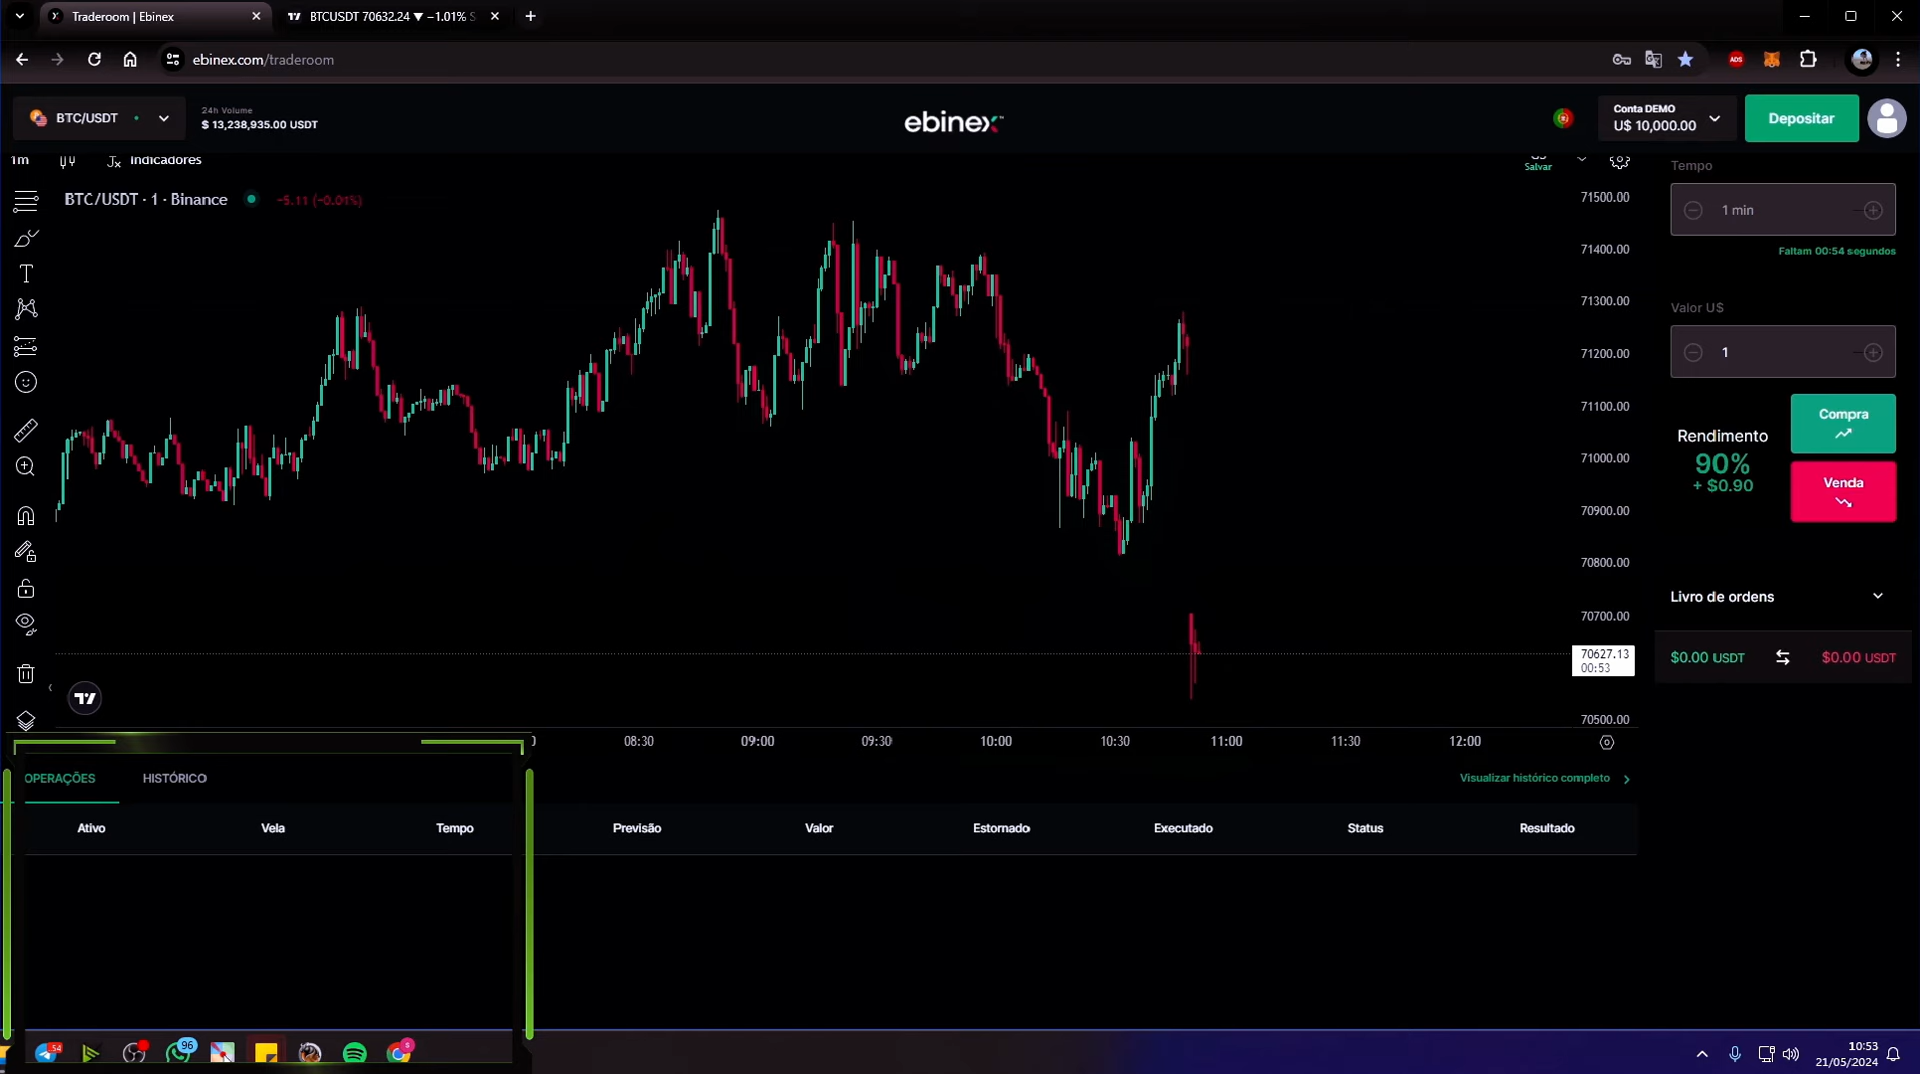 Traderoom | Ebinex
BTCUSDT 70632.24 ▼ −1.01% S
ebinex.com/traderoom
ADS
BTC/USDT
24h Volume
$ 13,238,935.00 USDT
ebinex
Conta DEMO
U$ 10,000.00
Depositar
1m
Indicadores
Salvar
BTC/USDT · 1 · Binance
−5.11 (−0.01%)
71500.00
71400.00
71300.00
71200.00
71100.00
71000.00
70900.00
70800.00
70700.00
70627.13
00:53
70500.00
08:30
09:00
09:30
10:00
10:30
11:00
11:30
12:00
Tempo
1 min
Faltam 00:54 segundos
Valor U$
1
Rendimento
90%
+ $0.90
Compra
Venda
Livro de ordens
$0.00 USDT
$0.00 USDT
OPERAÇÕES
HISTÓRICO
Visualizar histórico completo
Ativo
Vela
Tempo
Previsão
Valor
Estornado
Executado
Status
Resultado
54
96
10:53
21/05/2024